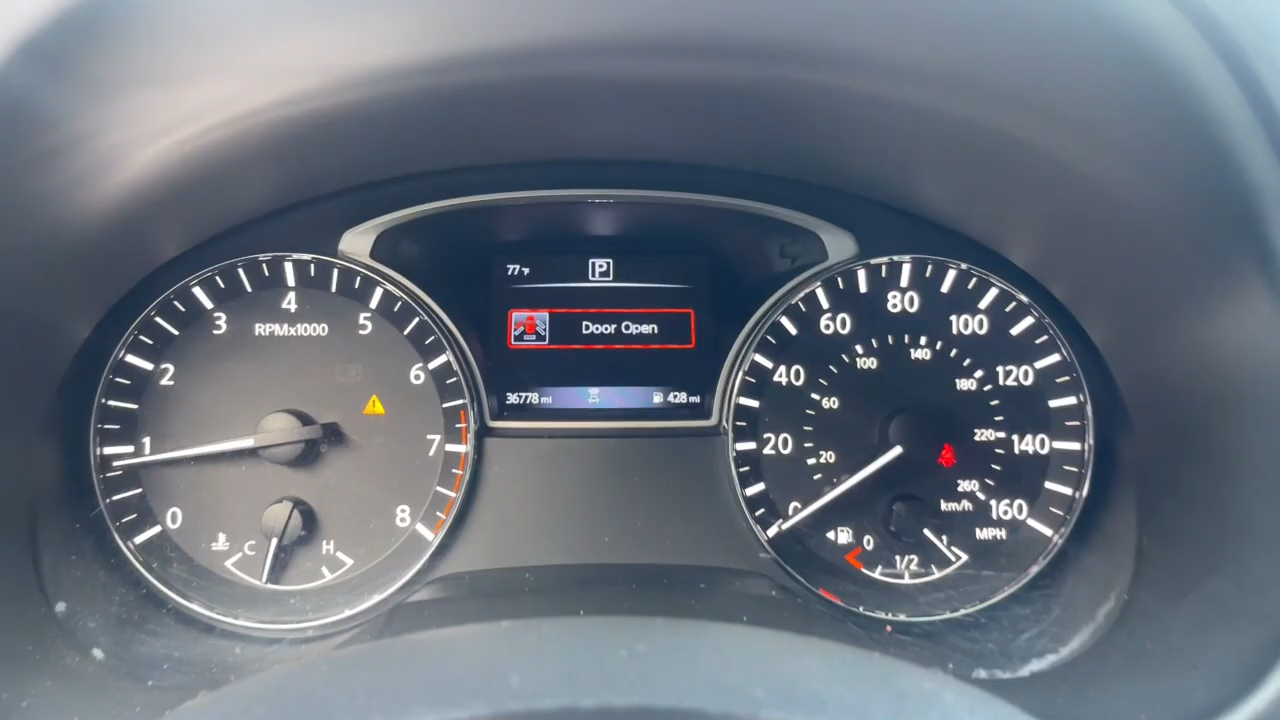 77°F P
Door Open
36778 mi 428 mi
RPMx1000
0 1 2 3 4 5 6 7 8
C H
0 20 40 60 80 100 120 140 160
20 60 100 140 180 220 260
km/h
MPH
0 1/2 1